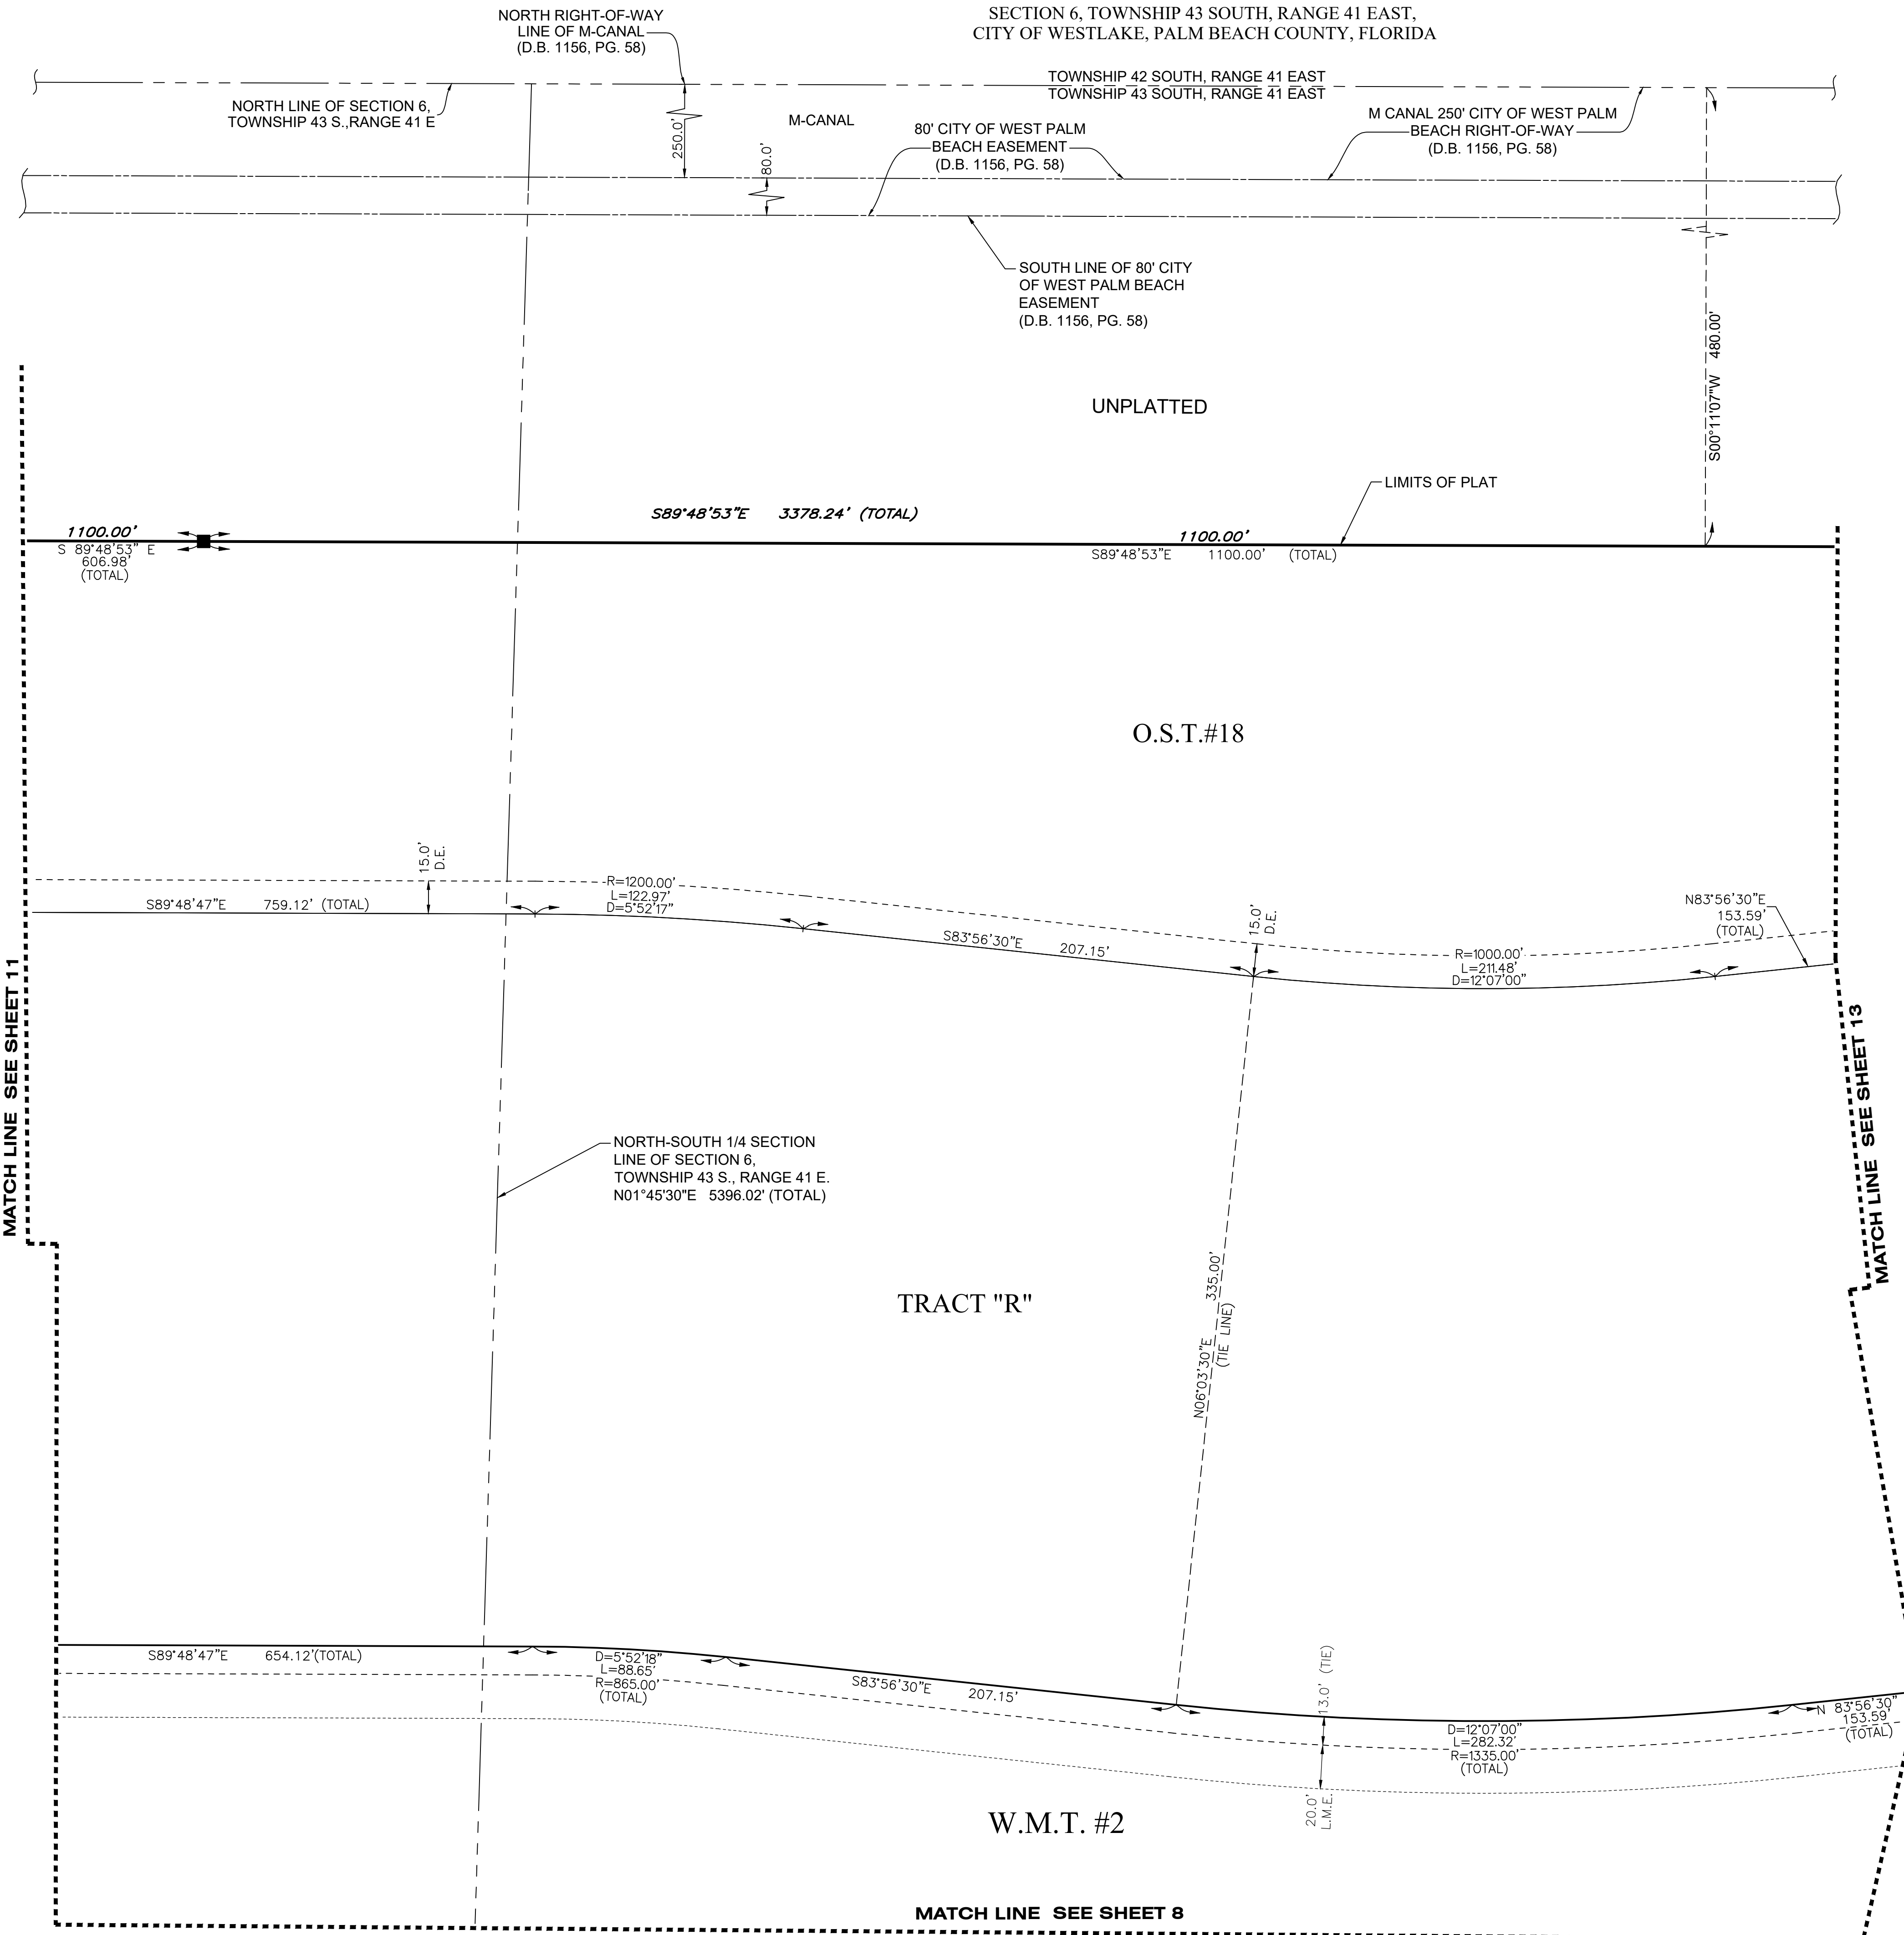 SECTION 6, TOWNSHIP 43 SOUTH, RANGE 41 EAST,
CITY OF WESTLAKE, PALM BEACH COUNTY, FLORIDA
NORTH RIGHT-OF-WAY
LINE OF M-CANAL
(D.B. 1156, PG. 58)
TOWNSHIP 42 SOUTH, RANGE 41 EAST
TOWNSHIP 43 SOUTH, RANGE 41 EAST
NORTH LINE OF SECTION 6,
TOWNSHIP 43 S.,RANGE 41 E
250.0'
M-CANAL
80.0'
80' CITY OF WEST PALM
BEACH EASEMENT
(D.B. 1156, PG. 58)
M CANAL 250' CITY OF WEST PALM
BEACH RIGHT-OF-WAY
(D.B. 1156, PG. 58)
SOUTH LINE OF 80' CITY
OF WEST PALM BEACH
EASEMENT
(D.B. 1156, PG. 58)
S00°11'07"W 480.00'
UNPLATTED
LIMITS OF PLAT
S89°48'53"E 3378.24' (TOTAL)
1100.00'
S 89°48'53" E
606.98'
(TOTAL)
1100.00'
S89°48'53"E 1100.00' (TOTAL)
O.S.T.#18
15.0'
D.E.
S89°48'47"E 759.12' (TOTAL)
R=1200.00'
L=122.97'
D=5°52'17"
S83°56'30"E 207.15'
15.0'
D.E.
R=1000.00'
L=211.48'
D=12°07'00"
N83°56'30"E
153.59'
(TOTAL)
MATCH LINE SEE SHEET 11
MATCH LINE SEE SHEET 13
NORTH-SOUTH 1/4 SECTION
LINE OF SECTION 6,
TOWNSHIP 43 S., RANGE 41 E.
N01°45'30"E 5396.02' (TOTAL)
TRACT "R"
N06°03'30"E 335.00'
(TIE LINE)
S89°48'47"E 654.12'(TOTAL)
D=5°52'18"
L=88.65'
R=865.00'
(TOTAL)
S83°56'30"E 207.15'
13.0' (TIE)
D=12°07'00"
L=282.32'
R=1335.00'
(TOTAL)
N 83°56'30"
153.59'
(TOTAL)
20.0'
L.M.E.
W.M.T. #2
MATCH LINE SEE SHEET 8